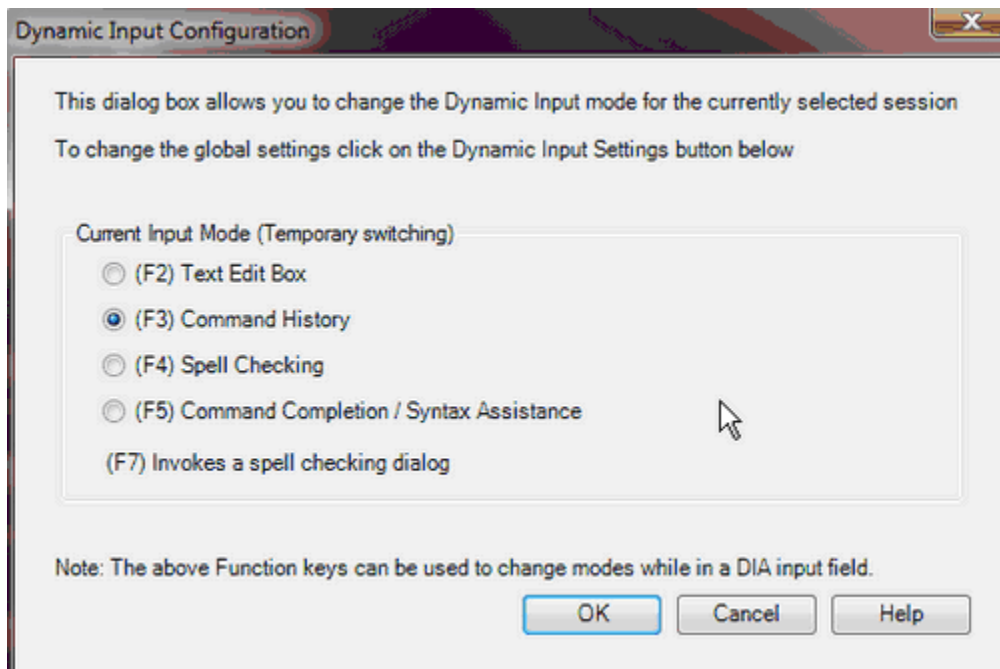 Dynamic Input Configuration
This dialog box allows you to change the Dynamic Input mode for the currently selected session
To change the global settings click on the Dynamic Input Settings button below
Current Input Mode (Temporary switching)
(F2) Text Edit Box
(F3) Command History
(F4) Spell Checking
(F5) Command Completion / Syntax Assistance
(F7) Invokes a spell checking dialog
Note: The above Function keys can be used to change modes while in a DIA input field.
OK Cancel Help